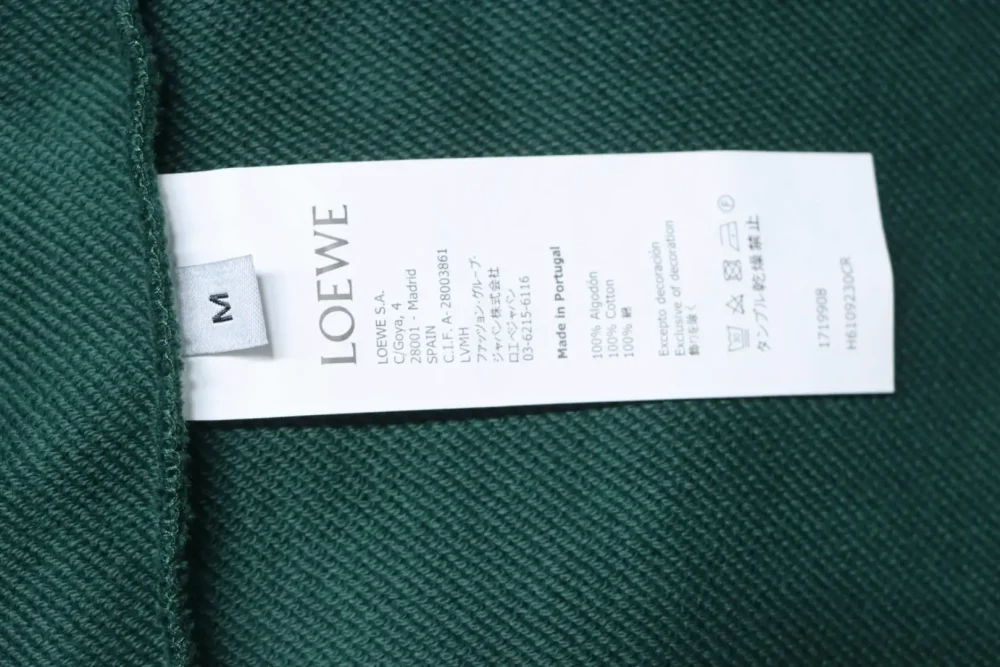 M
LOEWE
LOEWE S.A.
C/Goya, 4
28001 - Madrid
SPAIN
C.I.F. A-28003861
LVMH
ファッション・グループ・
ジャパン株式会社
ロエベジャパン
03-6215-6116
Made in Portugal
100% Algodón
100% Cotton
100% 綿
Excepto decoración
Exclusive of decoration
飾りを除く
F
タンブル乾燥禁止
1719908
H6109230CR